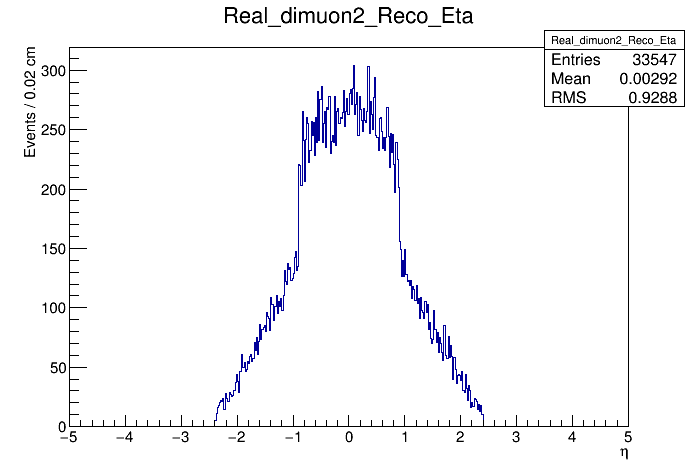 Real_dimuon2_Reco_Eta
Real_dimuon2_Reco_Eta
Entries 33547
Mean 0.00292
RMS 0.9288
Events / 0.02 cm
300
250
200
150
100
50
0
−5 −4 −3 −2 −1 0 1 2 3 4 5
η